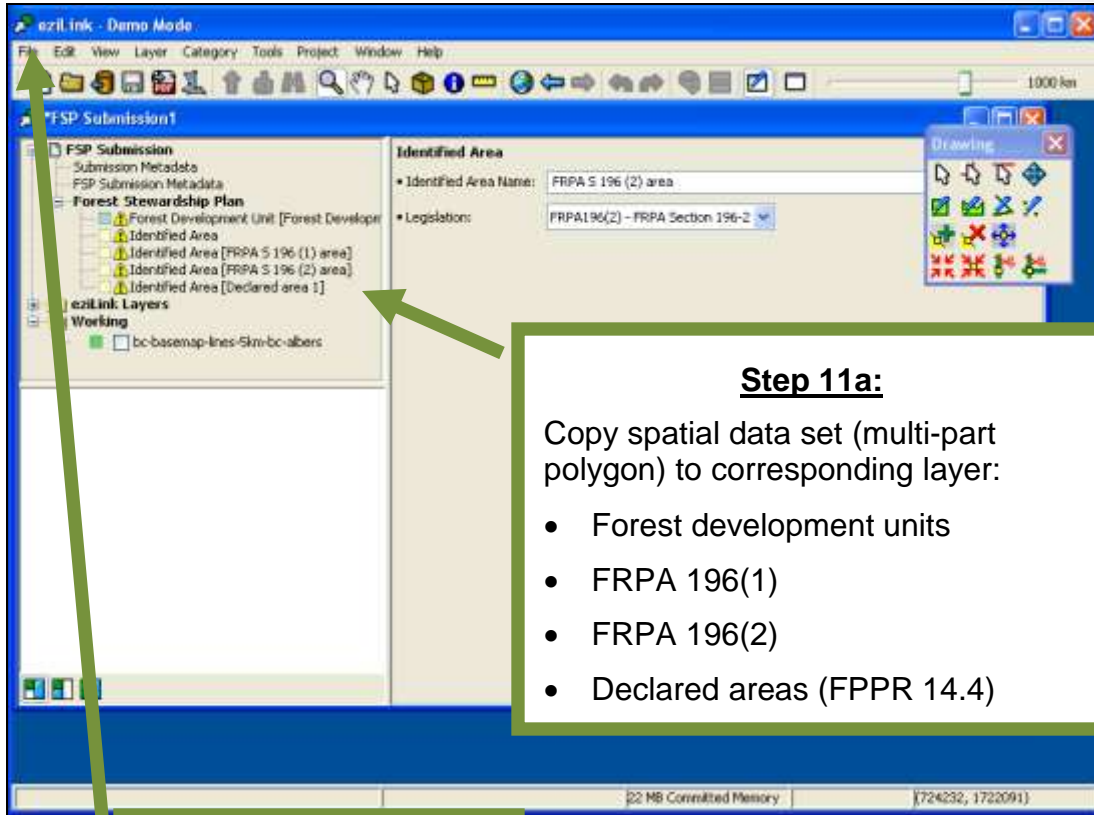 eziLink - Demo Mode
File Edit View Layer Category Tools Project Window Help
1000 km
*FSP Submission1
FSP Submission
Submission Metadata
FSP Submission Metadata
Forest Stewardship Plan
Forest Development Unit [Forest Developm
Identified Area
Identified Area [FRPA S 196 (1) area]
Identified Area [FRPA S 196 (2) area]
Identified Area [Declared area 1]
eziLink Layers
Working
bc-basemap-lines-5km-bc-albers
Identified Area
• Identified Area Name: FRPA S 196 (2) area
• Legislation: FRPA196(2) - FRPA Section 196-2
Drawing
Step 11a:
Copy spatial data set (multi-part
polygon) to corresponding layer:
• Forest development units
• FRPA 196(1)
• FRPA 196(2)
• Declared areas (FPPR 14.4)
22 MB Committed Memory
(724232, 1722091)